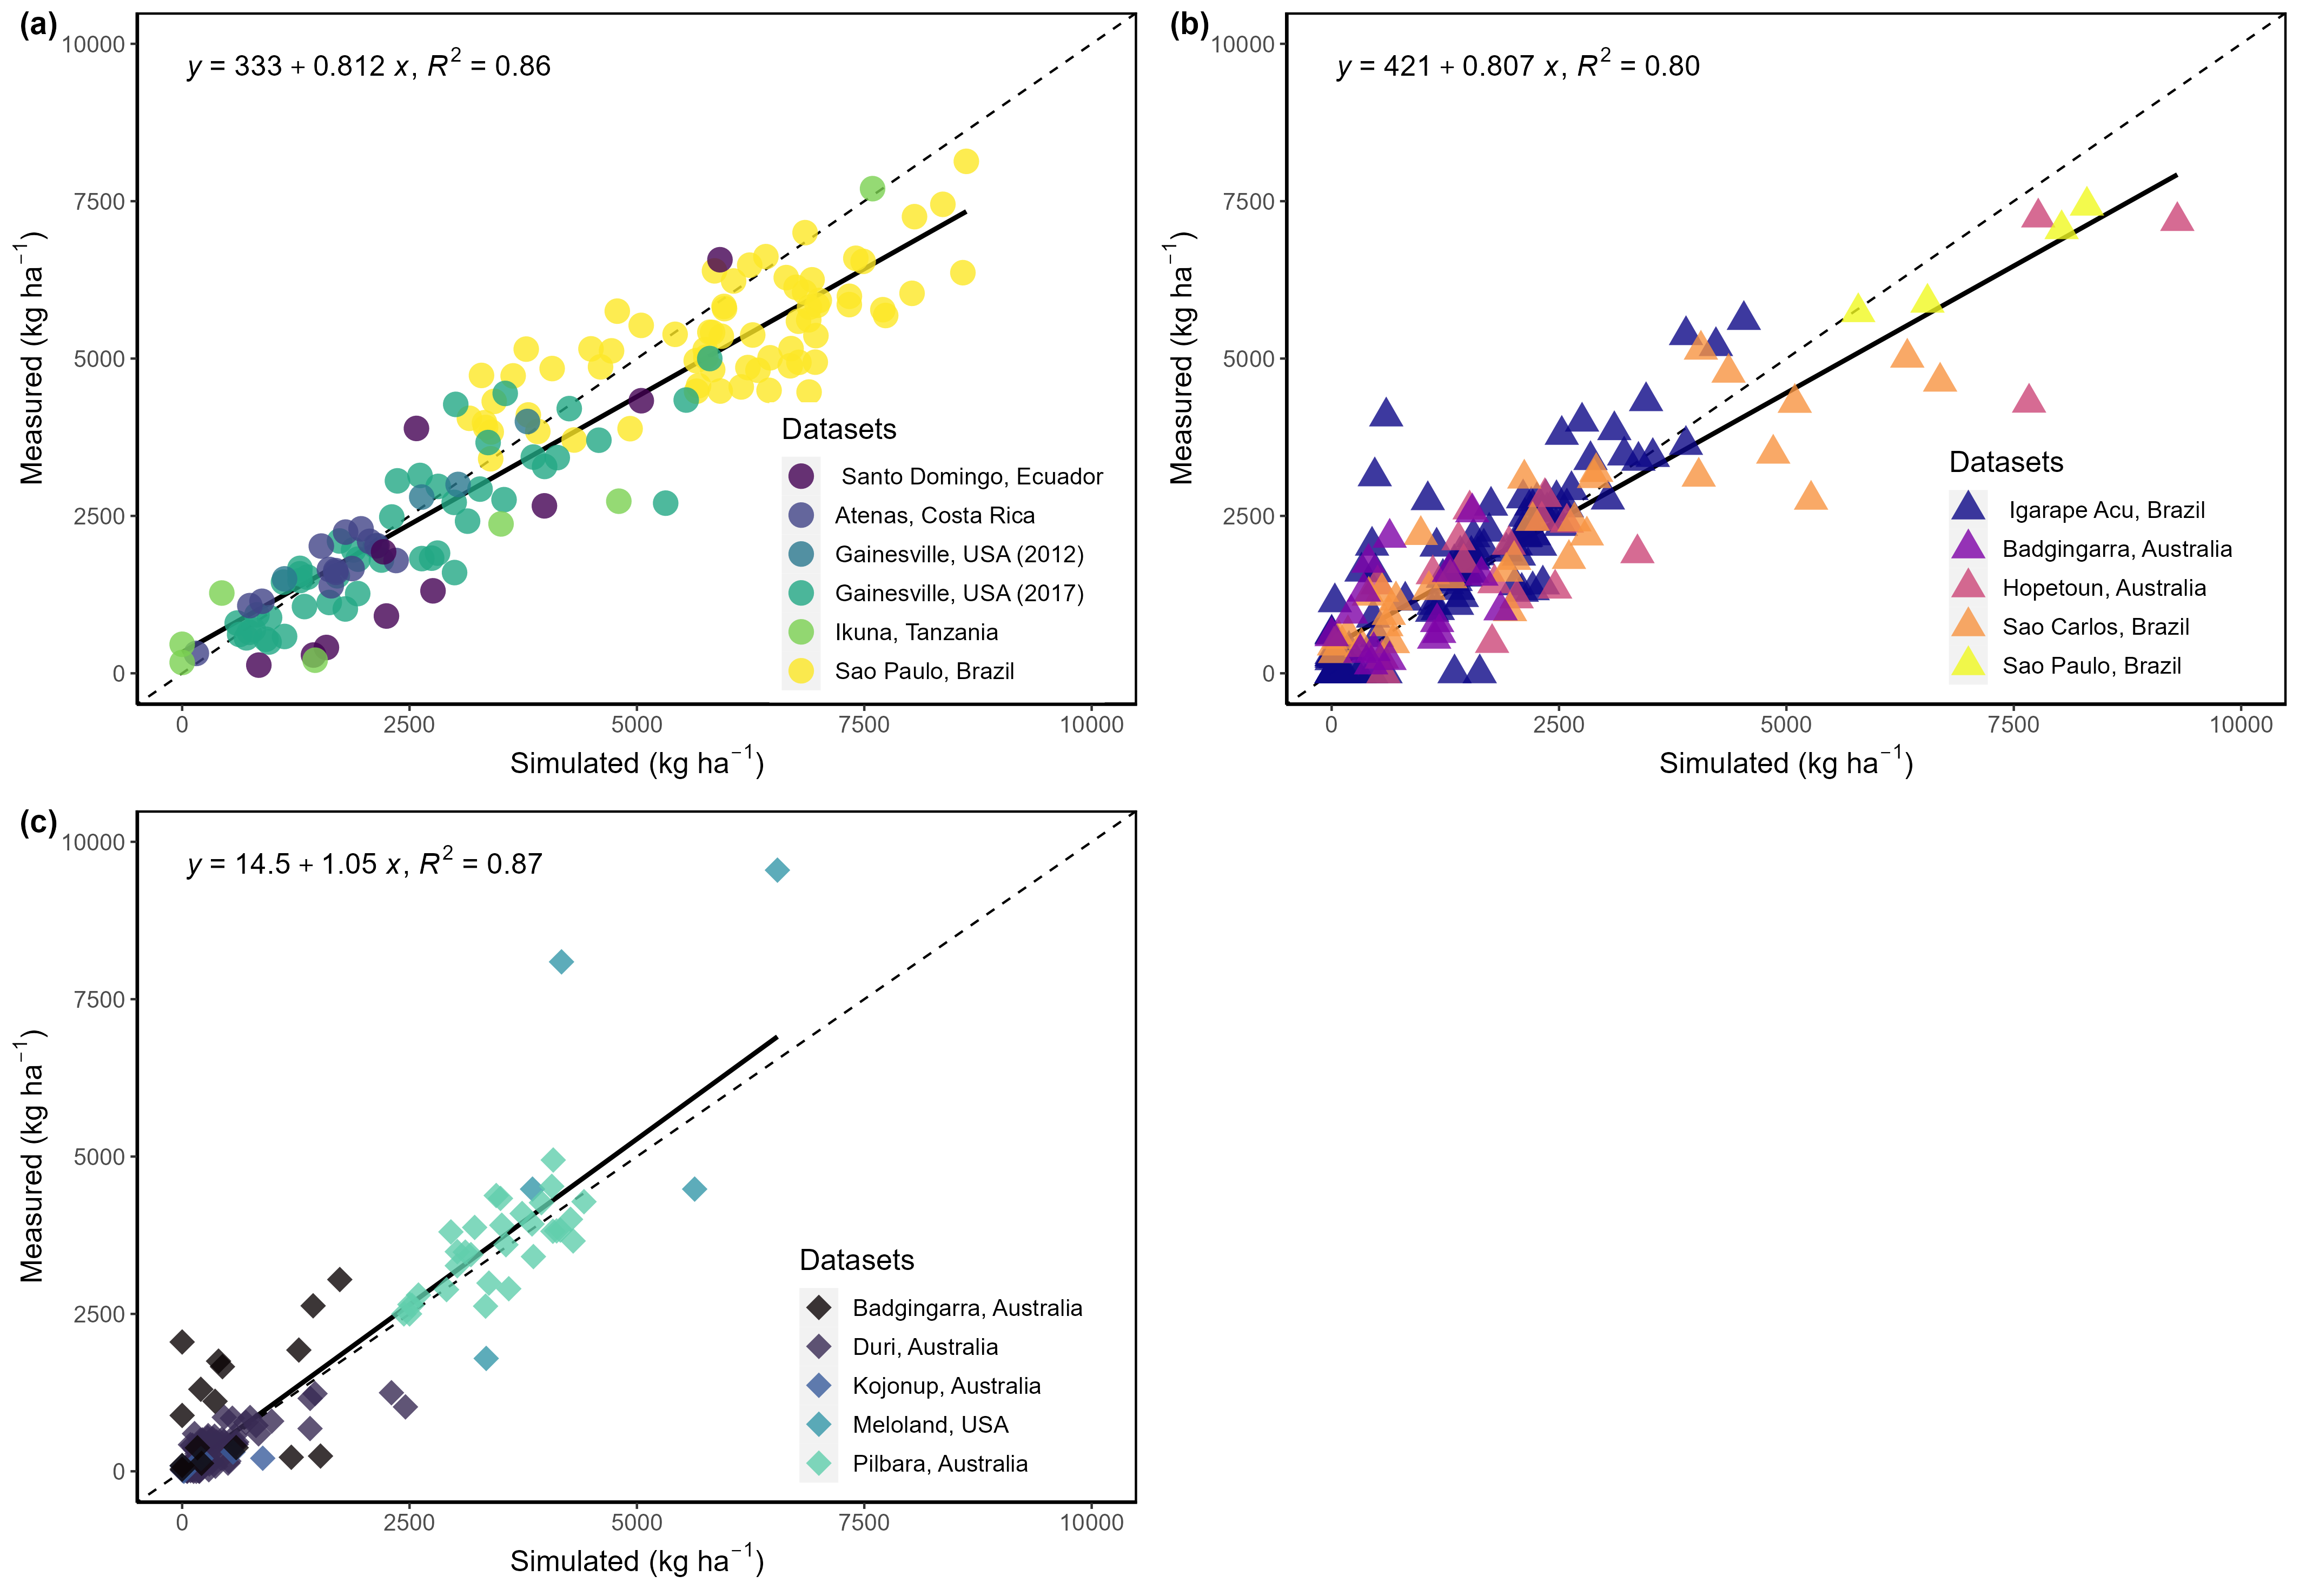 (a)
y = 333 + 0.812 x, R² = 0.86
10000
7500
5000
2500
0
Measured (kg ha⁻¹)
Datasets
Santo Domingo, Ecuador
Atenas, Costa Rica
Gainesville, USA (2012)
Gainesville, USA (2017)
Ikuna, Tanzania
Sao Paulo, Brazil
0 2500 5000 7500 10000
Simulated (kg ha⁻¹)
(b)
y = 421 + 0.807 x, R² = 0.80
10000
7500
5000
2500
0
Measured (kg ha⁻¹)
Datasets
Igarape Acu, Brazil
Badgingarra, Australia
Hopetoun, Australia
Sao Carlos, Brazil
Sao Paulo, Brazil
0 2500 5000 7500 10000
Simulated (kg ha⁻¹)
(c)
y = 14.5 + 1.05 x, R² = 0.87
10000
7500
5000
2500
0
Measured (kg ha⁻¹)
Datasets
Badgingarra, Australia
Duri, Australia
Kojonup, Australia
Meloland, USA
Pilbara, Australia
0 2500 5000 7500 10000
Simulated (kg ha⁻¹)